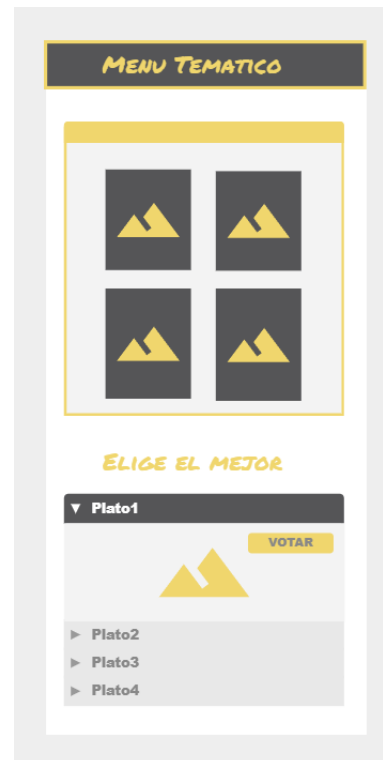 MENU TEMATICO
ELIGE EL MEJOR
Plato1
VOTAR
Plato2
Plato3
Plato4